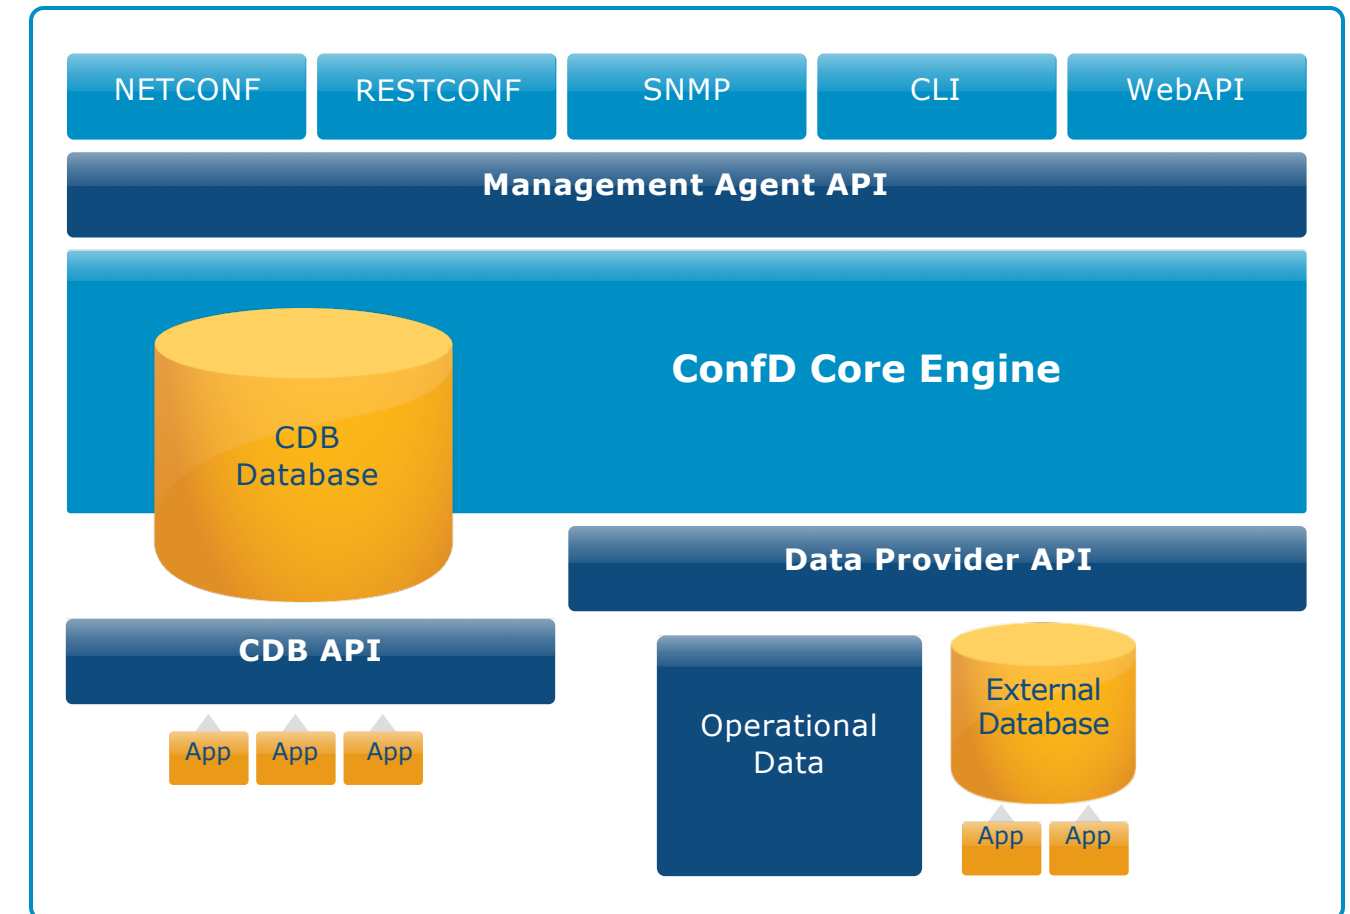 NETCONF
RESTCONF
SNMP
CLI
WebAPI
Management Agent API
ConfD Core Engine
CDB
Database
Data Provider API
CDB API
App
App
App
Operational
Data
External
Database
App
App